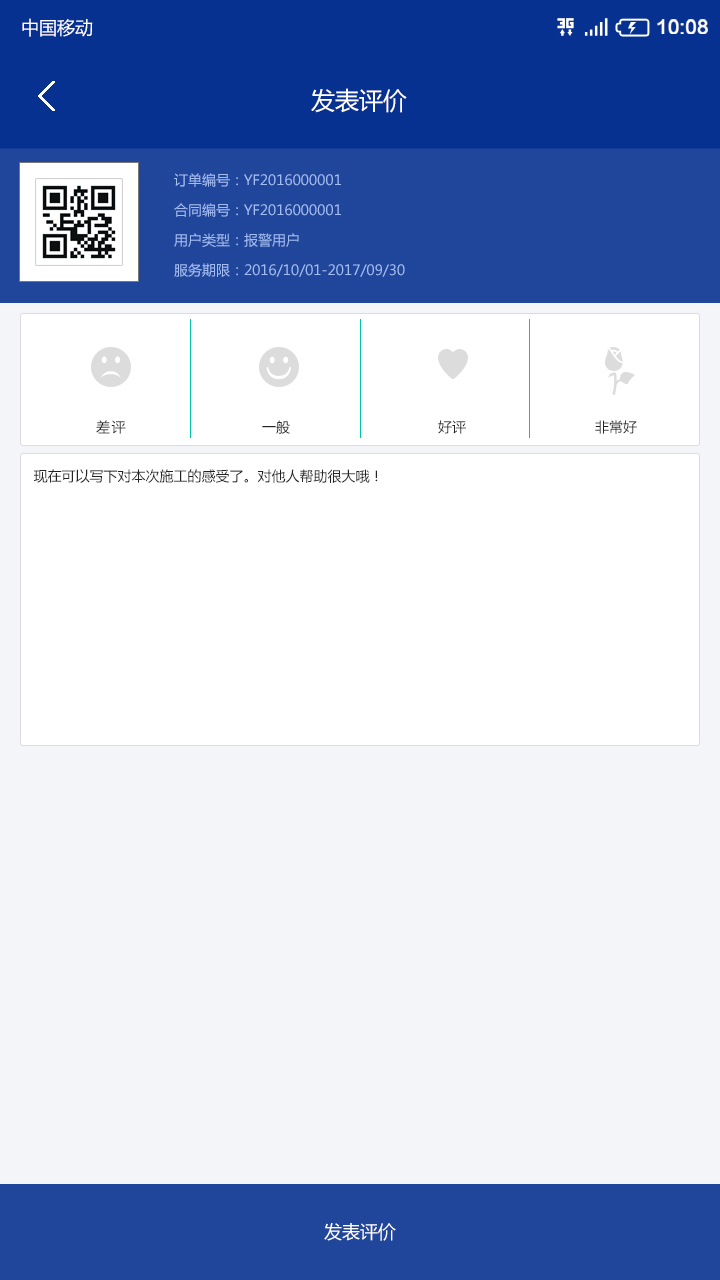 中国移动 3G 10:08
发表评价
订单编号：YF2016000001
合同编号：YF2016000001
用户类型：报警用户
服务期限：2016/10/01-2017/09/30
差评 一般 好评 非常好
现在可以写下对本次施工的感受了。对他人帮助很大哦！
发表评价